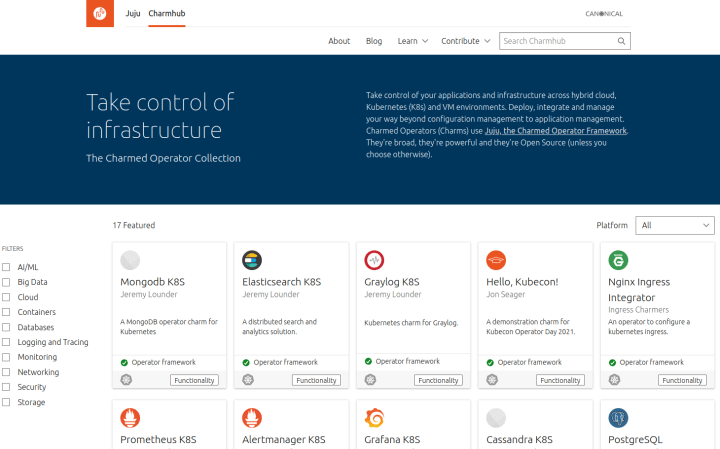 Juju Charmhub
CANONICAL
About Blog Learn Contribute Search Charmhub
Take control of
infrastructure
The Charmed Operator Collection
Take control of your applications and infrastructure across hybrid cloud,
Kubernetes (K8s) and VM environments. Deploy, integrate and manage
your way beyond configuration management to application management.
Charmed Operators (Charms) use Juju, the Charmed Operator Framework.
They're broad, they're powerful and they're Open Source (unless you
choose otherwise).
17 Featured
Platform All
FILTERS
AI/ML
Big Data
Cloud
Containers
Databases
Logging and Tracing
Monitoring
Networking
Security
Storage
Mongodb K8S
Jeremy Lounder
A MongoDB operator charm for
Kubernetes
Operator framework
Functionality
Elasticsearch K8S
Jeremy Lounder
A distributed search and
analytics solution.
Operator framework
Functionality
Graylog K8S
Jeremy Lounder
Kubernetes charm for Graylog.
Operator framework
Functionality
Hello, Kubecon!
Jon Seager
A demonstration charm for
Kubecon Operator Day 2021.
Operator framework
Functionality
Nginx Ingress
Integrator
Ingress Charmers
An operator to configure a
kubernetes ingress.
Operator framework
Functionality
Prometheus K8S
Alertmanager K8S
Grafana K8S
Cassandra K8S
PostgreSQL